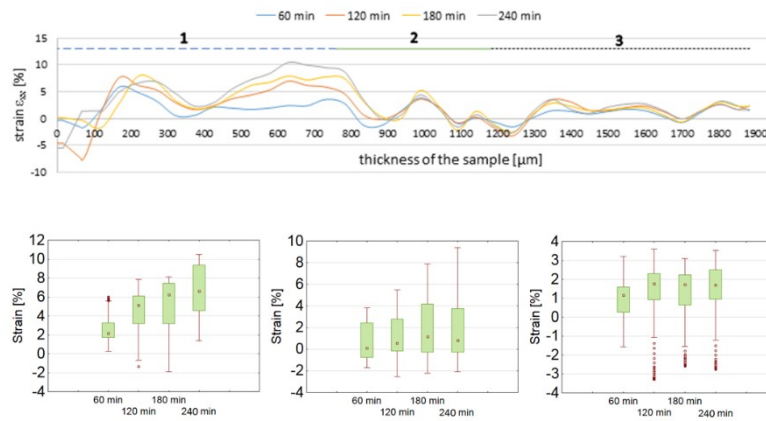 60 min 120 min 180 min 240 min
15
10
5
0
-5
-10
strain εxx [%]
1 2 3
0 100 200 300 400 500 600 700 800 900 1000 1100 1200 1300 1400 1500 1600 1700 1800 1900
thickness of the sample [µm]
Strain [%]
12
10
8
6
4
2
0
-2
-4
60 min 180 min
120 min 240 min
Strain [%]
10
8
6
4
2
0
-2
-4
60 min 180 min
120 min 240 min
Strain [%]
4
3
2
1
0
-1
-2
-3
-4
60 min 180 min
120 min 240 min